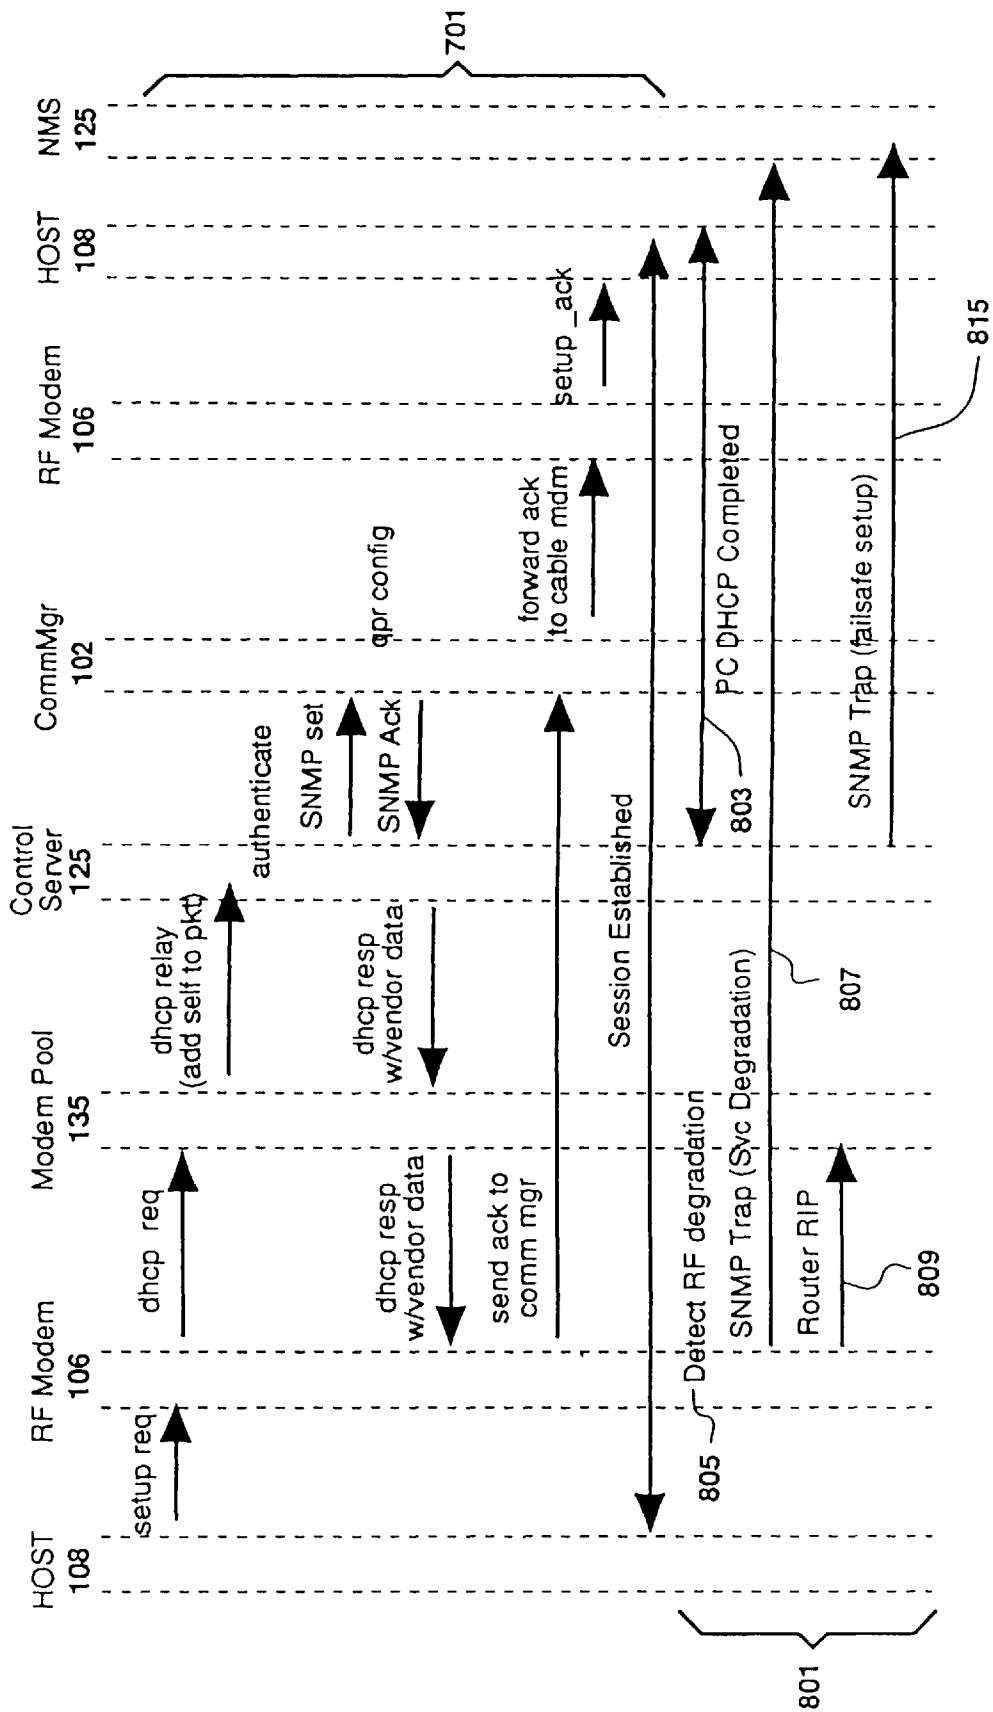 HOST
108
RF Modem
106
Modem Pool
135
Control
Server
125
CommMgr
102
RF Modem
106
HOST
108
NMS
125
setup req
dhcp req
dhcp relay
(add self to pkt)
authenticate
SNMP set
SNMP Ack
qpr config
dhcp resp
w/vendor data
dhcp resp
w/vendor data
send ack to
comm mgr
forward ack
to cable mdm
setup_ack
701
Session Established
PC DHCP Completed
803
805
Detect RF degradation
SNMP Trap (Svc Degradation)
807
Router RIP
809
SNMP Trap (failsafe setup)
815
801